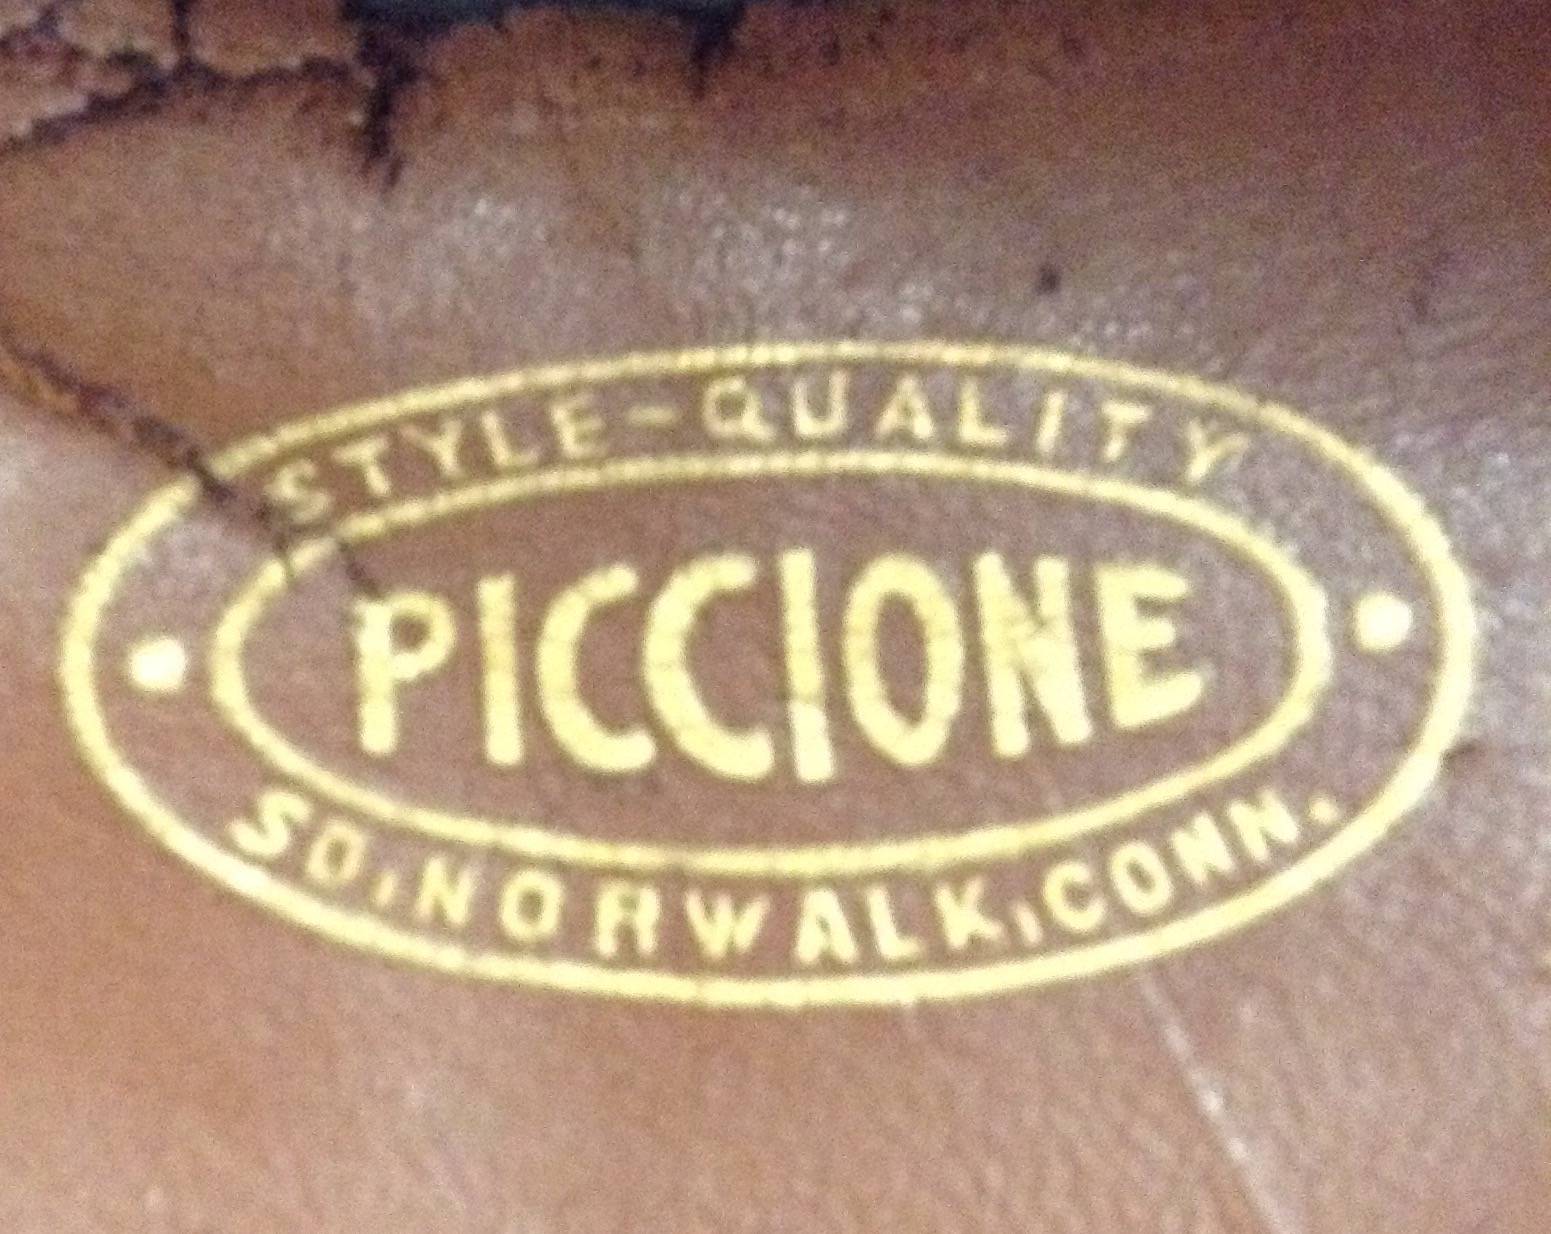 STYLE-QUALITY
PICCIONE
SO. NORWALK, CONN.